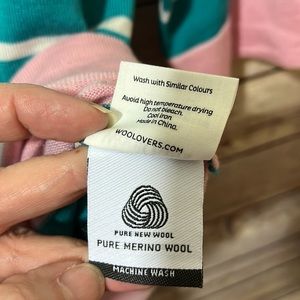 Wash with Similar Colours
Avoid high temperature drying
Do not bleach.
Cool iron
Made in China.
WOOLOVERS.COM
PURE NEW WOOL
PURE MERINO WOOL
MACHINE WASH